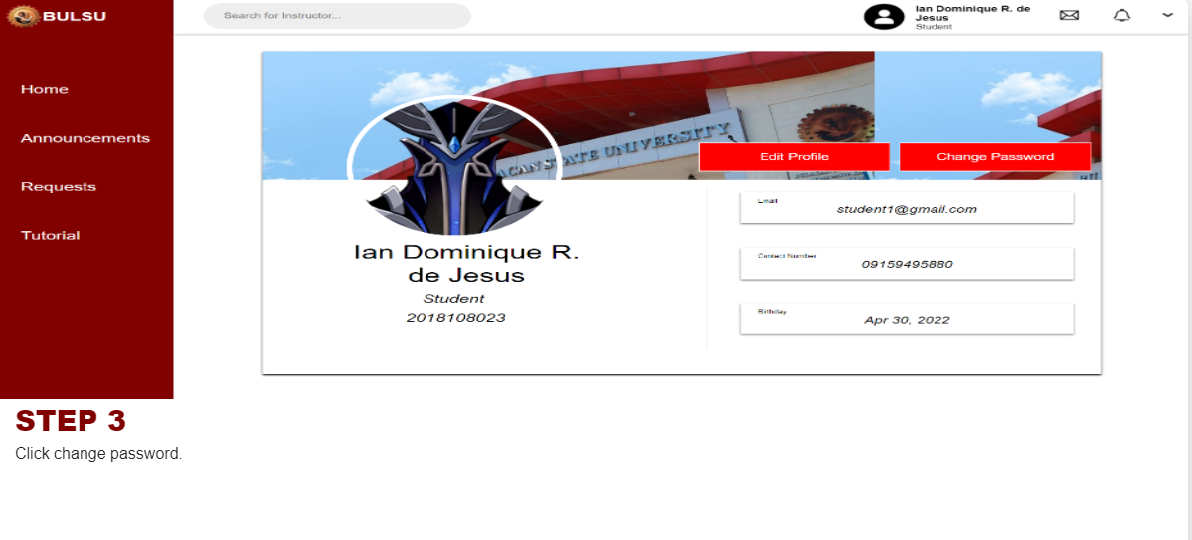 BULSU
Search for Instructor...
Ian Dominique R. de
Jesus
Student
Home
Announcements
Requests
Tutorial
ACAN STATE UNIVERSITY
Edit Profile
Change Password
Ian Dominique R.
de Jesus
Student
2018108023
Email
student1@gmail.com
Contact Number
09159495880
Birthday
Apr 30, 2022
STEP 3
Click change password.